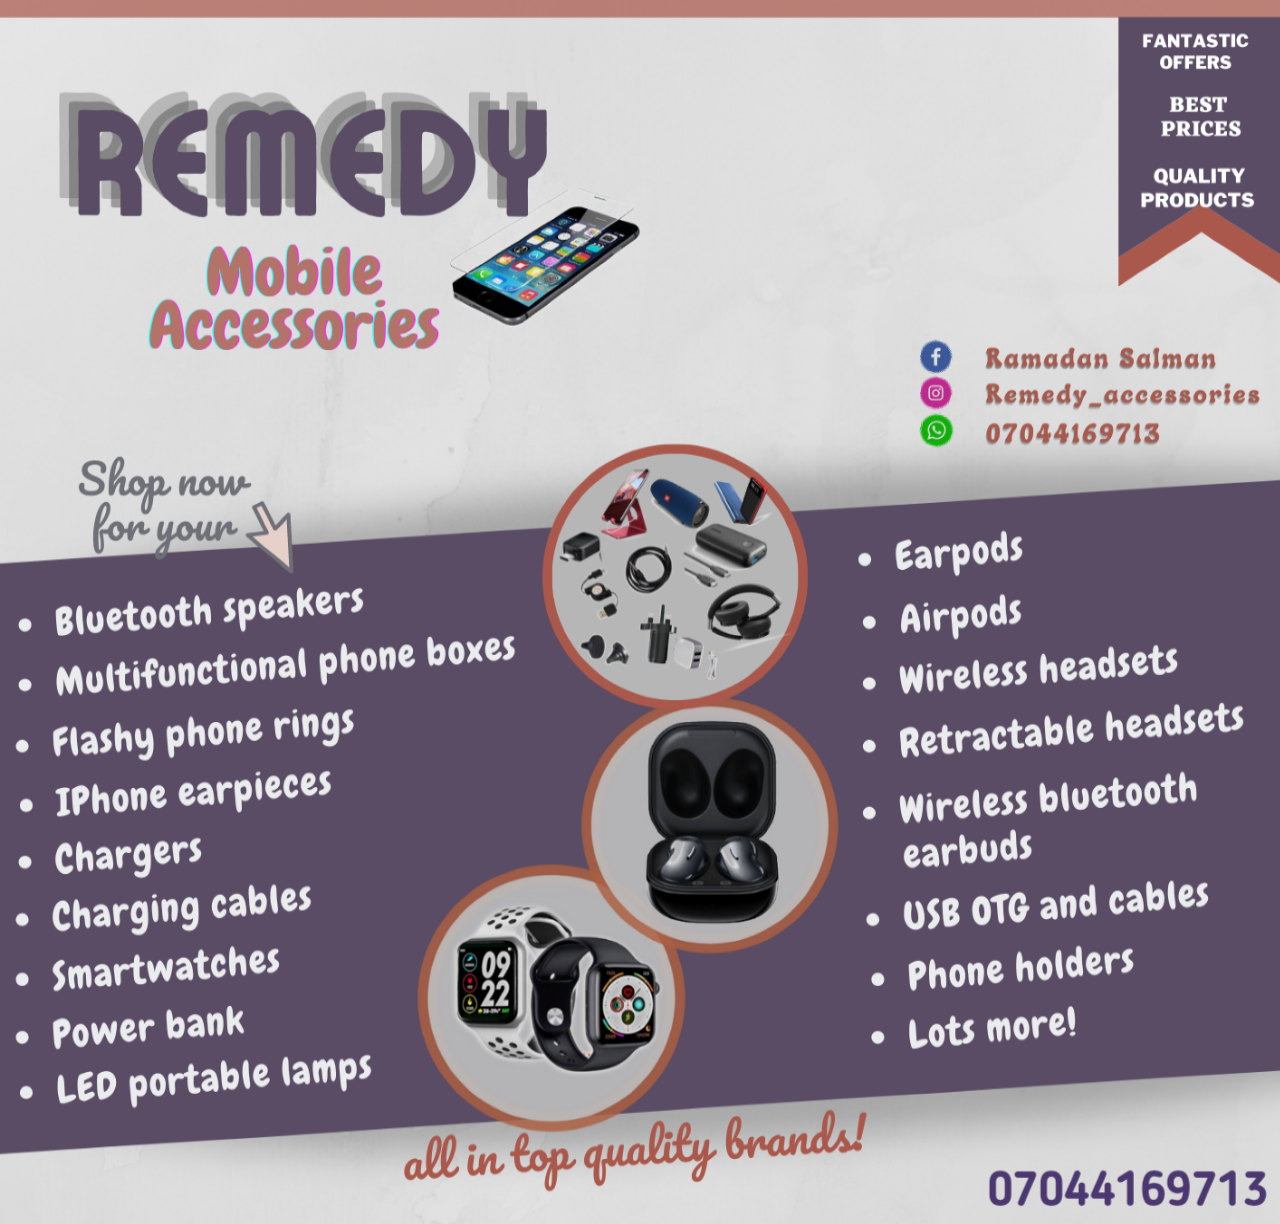 FANTASTIC
OFFERS
BEST
PRICES
QUALITY
PRODUCTS
REMEDY
Mobile
Accessories
Ramadan Salman
Remedy_accessories
07044169713
Shop now
for your
• Bluetooth speakers
• Multifunctional phone boxes
• Flashy phone rings
• IPhone earpieces
• Chargers
• Charging cables
• Smartwatches
• Power bank
• LED portable lamps
09
22
• Earpods
• Airpods
• Wireless headsets
• Retractable headsets
• Wireless bluetooth
earbuds
• USB OTG and cables
• Phone holders
• Lots more!
all in top quality brands!
07044169713